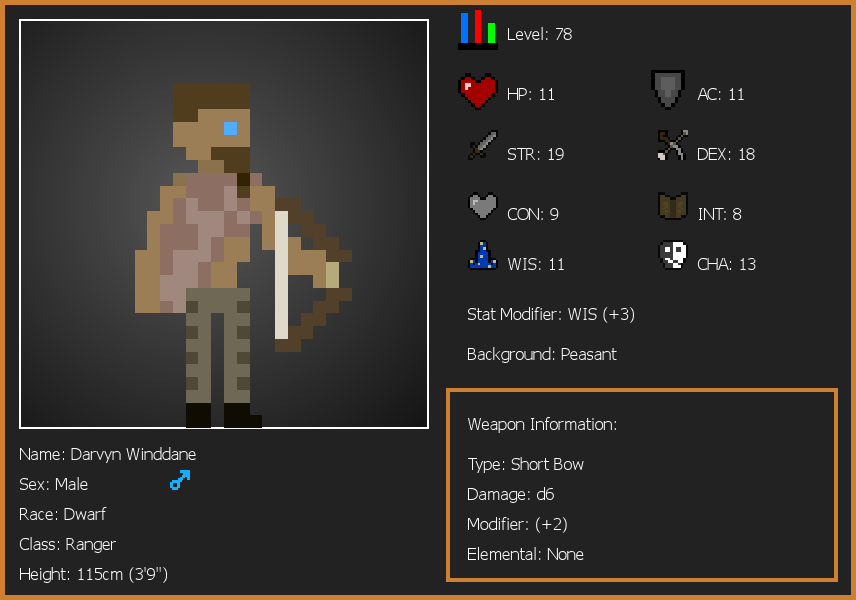 Level: 78
HP: 11
AC: 11
STR: 19
DEX: 18
CON: 9
INT: 8
WIS: 11
CHA: 13
Stat Modifier: WIS (+3)
Background: Peasant
Weapon Information:
Type: Short Bow
Damage: d6
Modifier: (+2)
Elemental: None
Name: Darvyn Winddane
Sex: Male
Race: Dwarf
Class: Ranger
Height: 115cm (3'9")